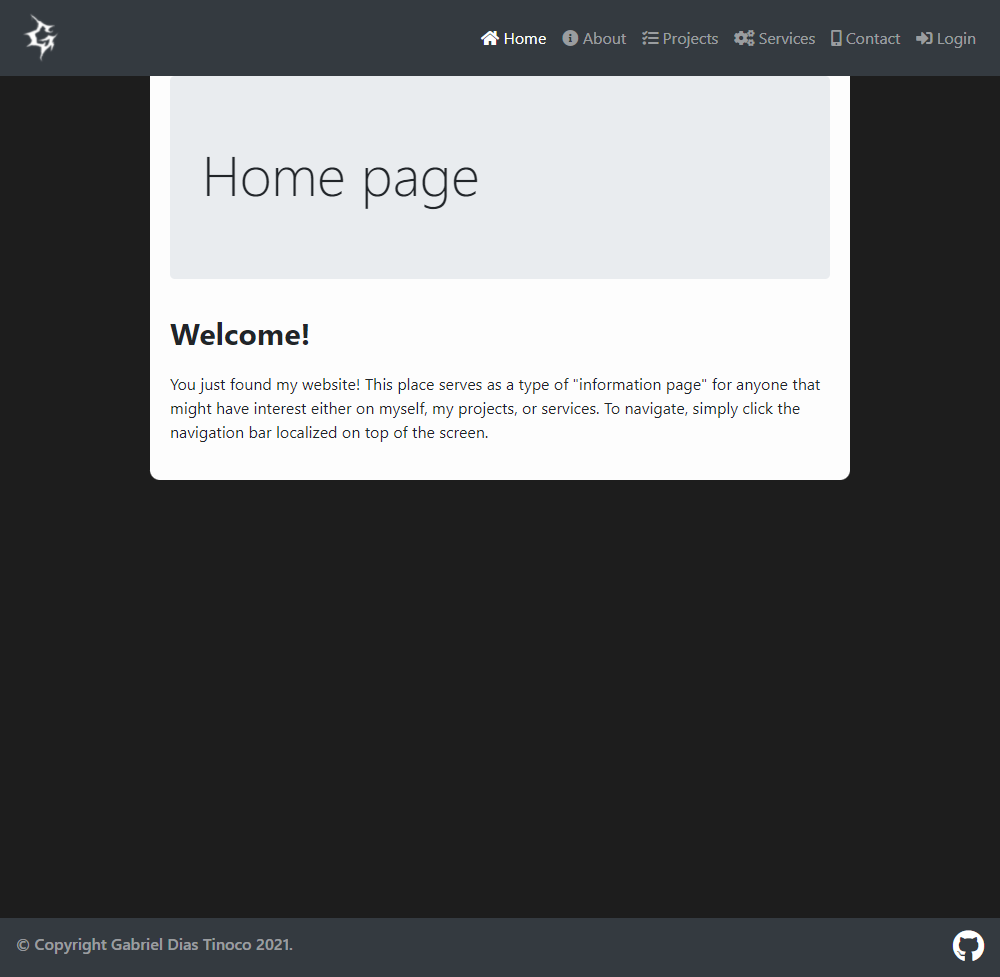 Home About Projects Services Contact Login
Home page
Welcome!
You just found my website! This place serves as a type of "information page" for anyone that
might have interest either on myself, my projects, or services. To navigate, simply click the
navigation bar localized on top of the screen.
© Copyright Gabriel Dias Tinoco 2021.